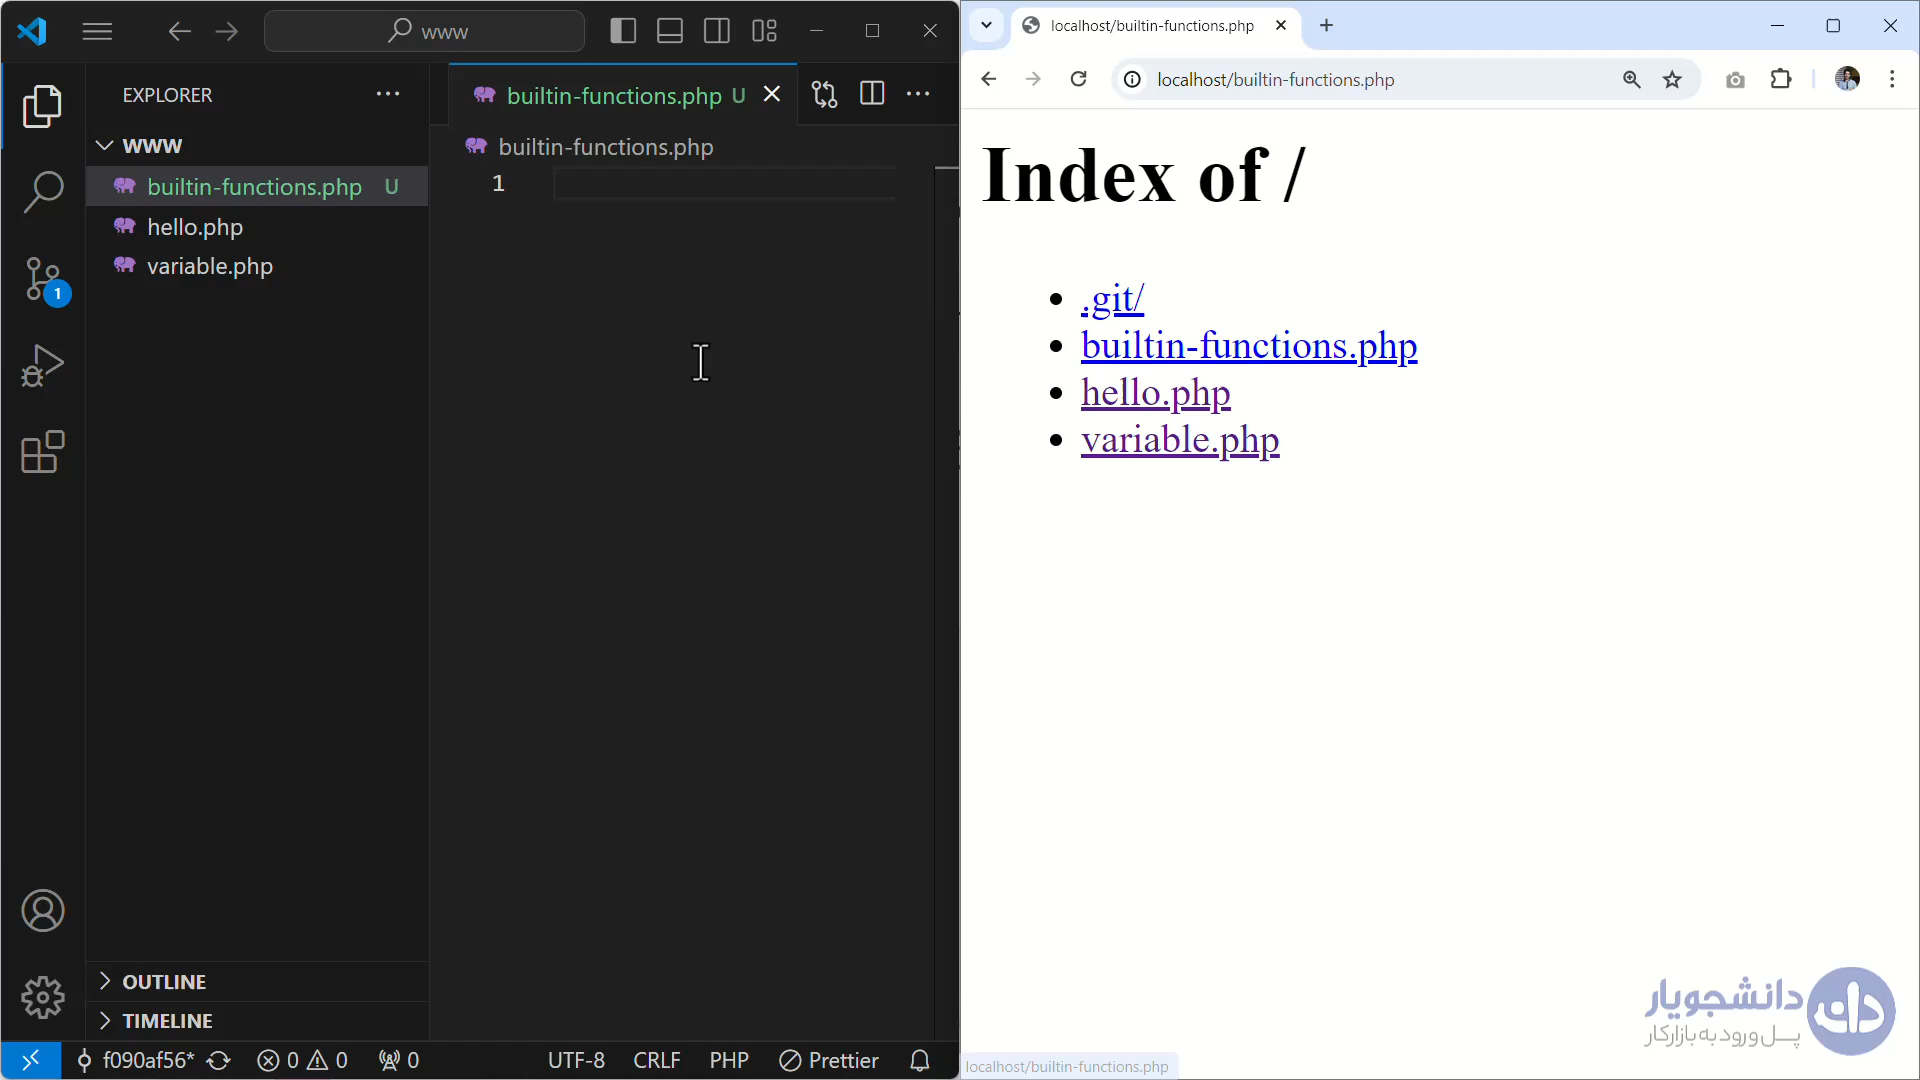 www
EXPLORER
WWW
builtin-functions.php U
hello.php
variable.php
OUTLINE
TIMELINE
builtin-functions.php U
builtin-functions.php
1
1
f090af56* 0 0 0 UTF-8 CRLF PHP Prettier
localhost/builtin-functions.php
localhost/builtin-functions.php
Index of /
.git/
builtin-functions.php
hello.php
variable.php
دانشجویار
پل ورود به بازار کار
localhost/builtin-functions.php